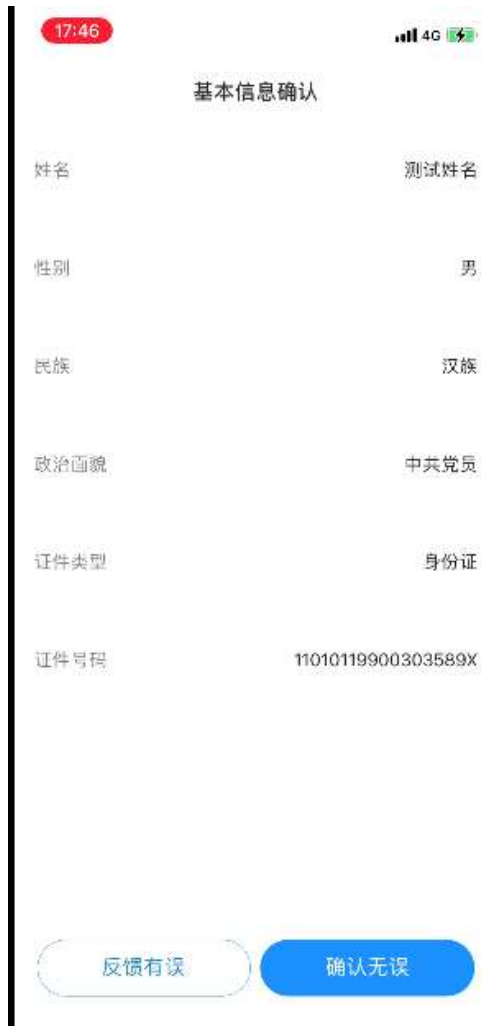 17:46 4G
基本信息确认
姓名 测试姓名
性别 男
民族 汉族
政治面貌 中共党员
证件类型 身份证
证件号码 11010119900303589X
反馈有误 确认无误